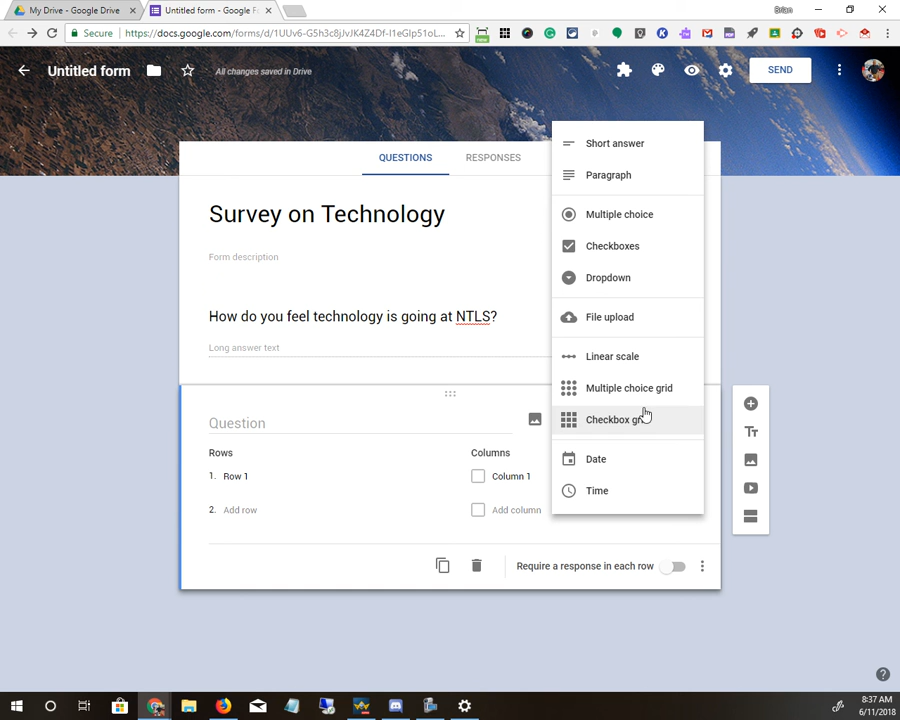 My Drive - Google Drive
Untitled form - Google F
Brian
Secure
https://docs.google.com/forms/d/1UUv6-G5h3c8jJvJK4Z4Df-I1eGIp51oL...
Untitled form
All changes saved in Drive
SEND
QUESTIONS
RESPONSES
Survey on Technology
Form description
How do you feel technology is going at NTLS?
Long answer text
Question
Rows
Columns
1. Row 1
Column 1
2. Add row
Add column
Require a response in each row
Short answer
Paragraph
Multiple choice
Checkboxes
Dropdown
File upload
Linear scale
Multiple choice grid
Checkbox
Date
Time
Tт
8:37 AM
6/11/2018